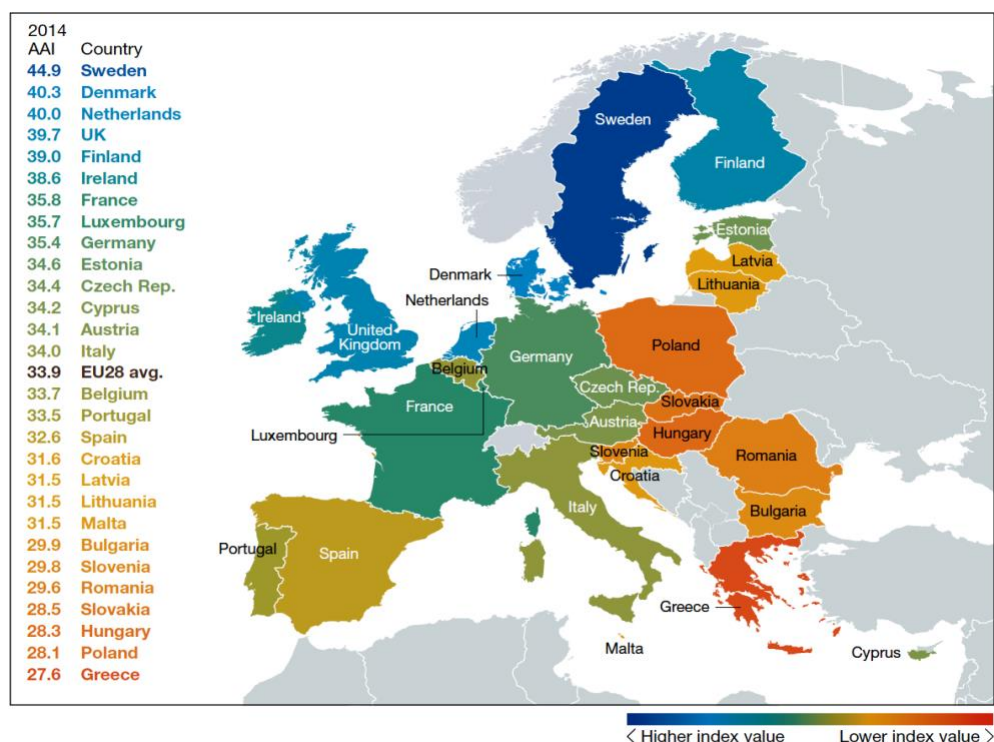 2014
AAI Country
44.9 Sweden
40.3 Denmark
40.0 Netherlands
39.7 UK
39.0 Finland
38.6 Ireland
35.8 France
35.7 Luxembourg
35.4 Germany
34.6 Estonia
34.4 Czech Rep.
34.2 Cyprus
34.1 Austria
34.0 Italy
33.9 EU28 avg.
33.7 Belgium
33.5 Portugal
32.6 Spain
31.6 Croatia
31.5 Latvia
31.5 Lithuania
31.5 Malta
29.9 Bulgaria
29.8 Slovenia
29.6 Romania
28.5 Slovakia
28.3 Hungary
28.1 Poland
27.6 Greece
Sweden
Finland
Estonia
Latvia
Lithuania
Denmark
Netherlands
Ireland
United
Kingdom
Poland
Germany
Belgium
Czech Rep.
Slovakia
France
Austria
Hungary
Luxembourg
Slovenia
Romania
Croatia
Italy
Bulgaria
Portugal
Spain
Greece
Malta
Cyprus
< Higher index value Lower index value >